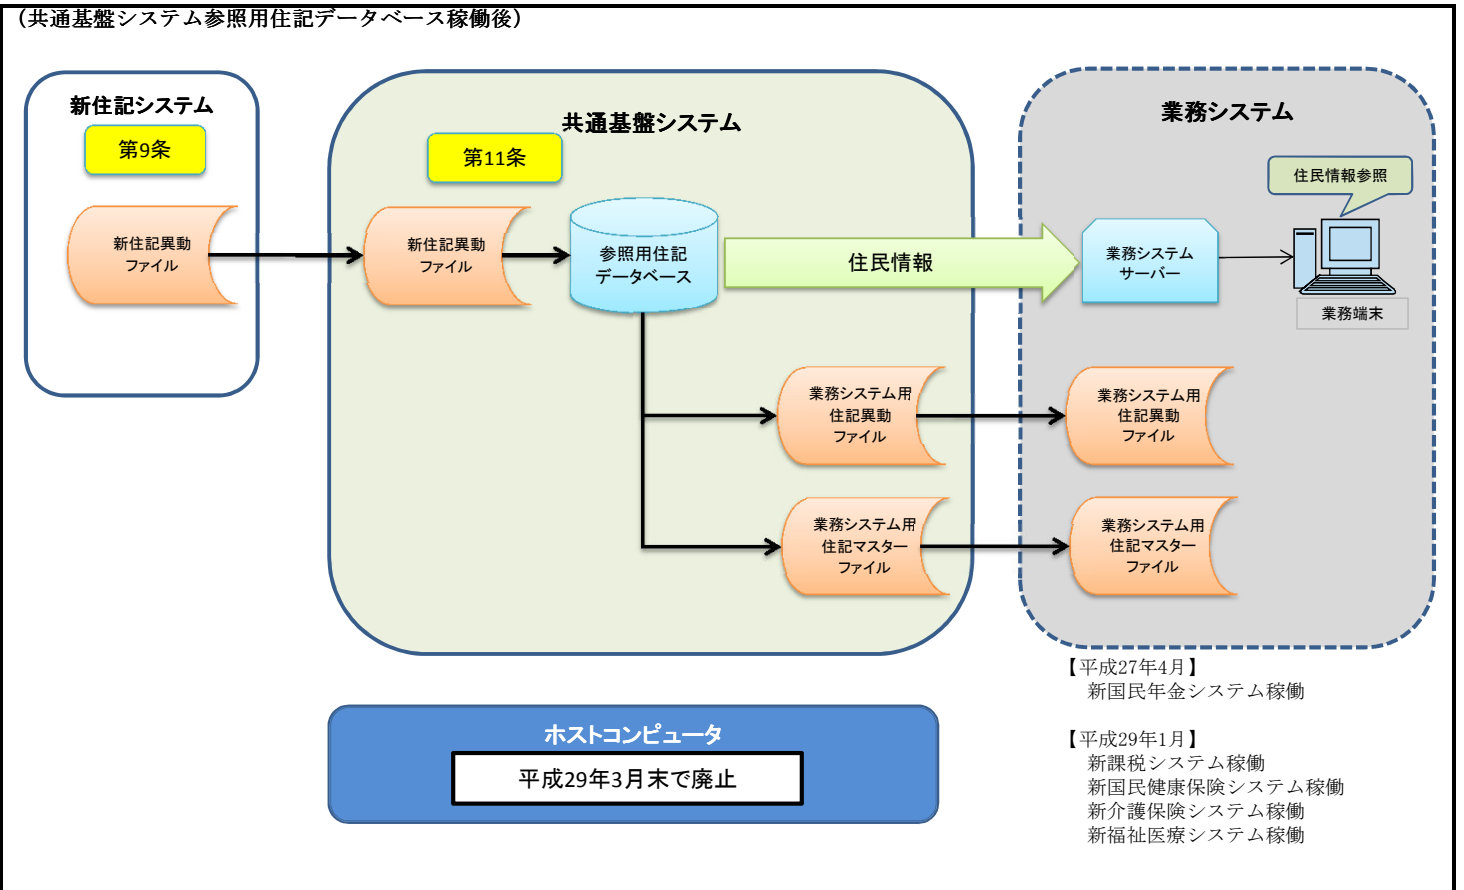 （共通基盤システム参照用住記データベース稼働後）
新住記システム
第9条
新住記異動
ファイル
共通基盤システム
第11条
新住記異動
ファイル
参照用住記
データベース
住民情報
業務システム用
住記異動
ファイル
業務システム用
住記マスター
ファイル
業務システム
住民情報参照
業務システム
サーバー
業務端末
業務システム用
住記異動
ファイル
業務システム用
住記マスター
ファイル
【平成27年4月】
新国民年金システム稼働
【平成29年1月】
新課税システム稼働
新国民健康保険システム稼働
新介護保険システム稼働
新福祉医療システム稼働
ホストコンピュータ
平成29年3月末で廃止